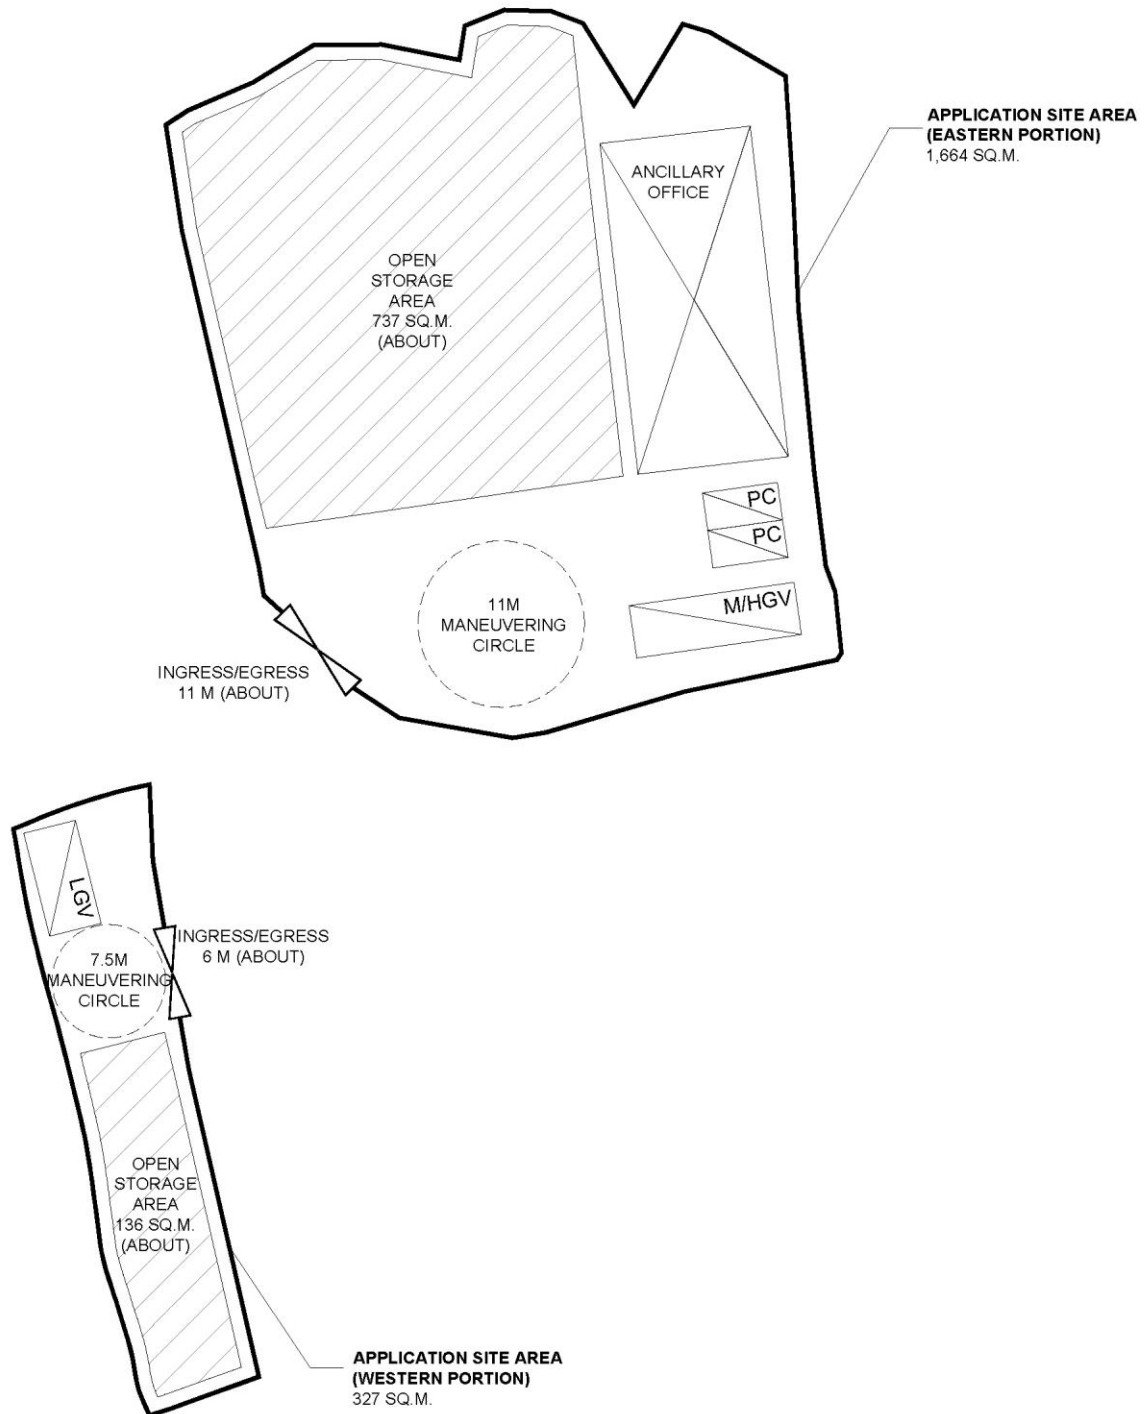 APPLICATION SITE AREA
(EASTERN PORTION)
1,664 SQ.M.
ANCILLARY
OFFICE
OPEN
STORAGE
AREA
737 SQ.M.
(ABOUT)
PC
PC
M/HGV
11M
MANEUVERING
CIRCLE
INGRESS/EGRESS
11 M (ABOUT)
LGV
INGRESS/EGRESS
6 M (ABOUT)
7.5M
MANEUVERING
CIRCLE
OPEN
STORAGE
AREA
136 SQ.M.
(ABOUT)
APPLICATION SITE AREA
(WESTERN PORTION)
327 SQ.M.